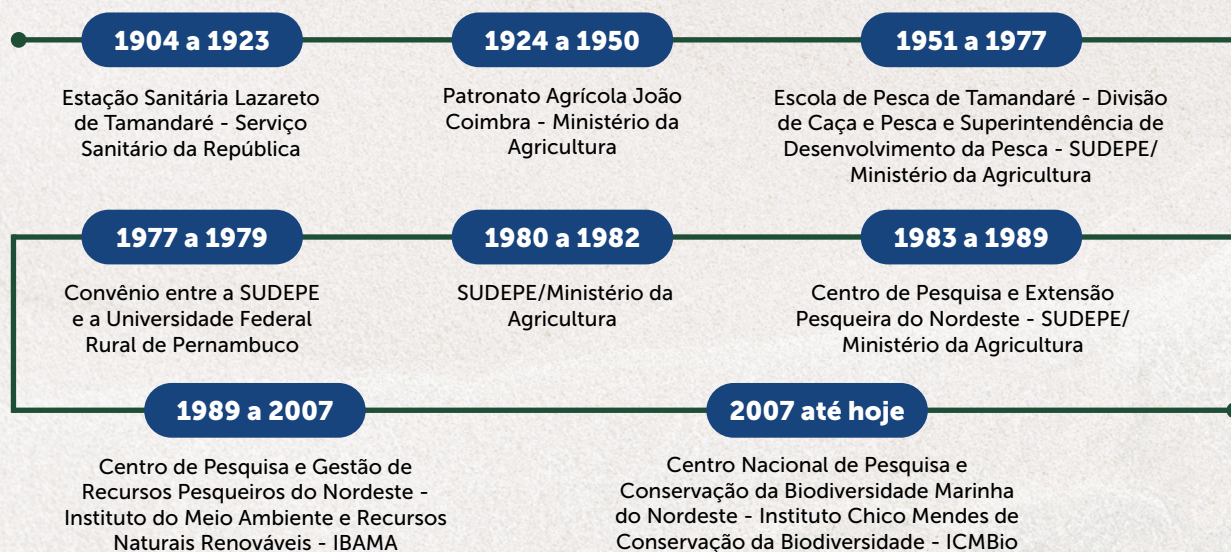 1904 a 1923
Estação Sanitária Lazareto
de Tamandaré - Serviço
Sanitário da República
1924 a 1950
Patronato Agrícola João
Coimbra - Ministério da
Agricultura
1951 a 1977
Escola de Pesca de Tamandaré - Divisão
de Caça e Pesca e Superintendência de
Desenvolvimento da Pesca - SUDEPE/
Ministério da Agricultura
1977 a 1979
Convênio entre a SUDEPE
e a Universidade Federal
Rural de Pernambuco
1980 a 1982
SUDEPE/Ministério da
Agricultura
1983 a 1989
Centro de Pesquisa e Extensão
Pesqueira do Nordeste - SUDEPE/
Ministério da Agricultura
1989 a 2007
Centro de Pesquisa e Gestão de
Recursos Pesqueiros do Nordeste -
Instituto do Meio Ambiente e Recursos
Naturais Renováveis - IBAMA
2007 até hoje
Centro Nacional de Pesquisa e
Conservação da Biodiversidade Marinha
do Nordeste - Instituto Chico Mendes de
Conservação da Biodiversidade - ICMBio